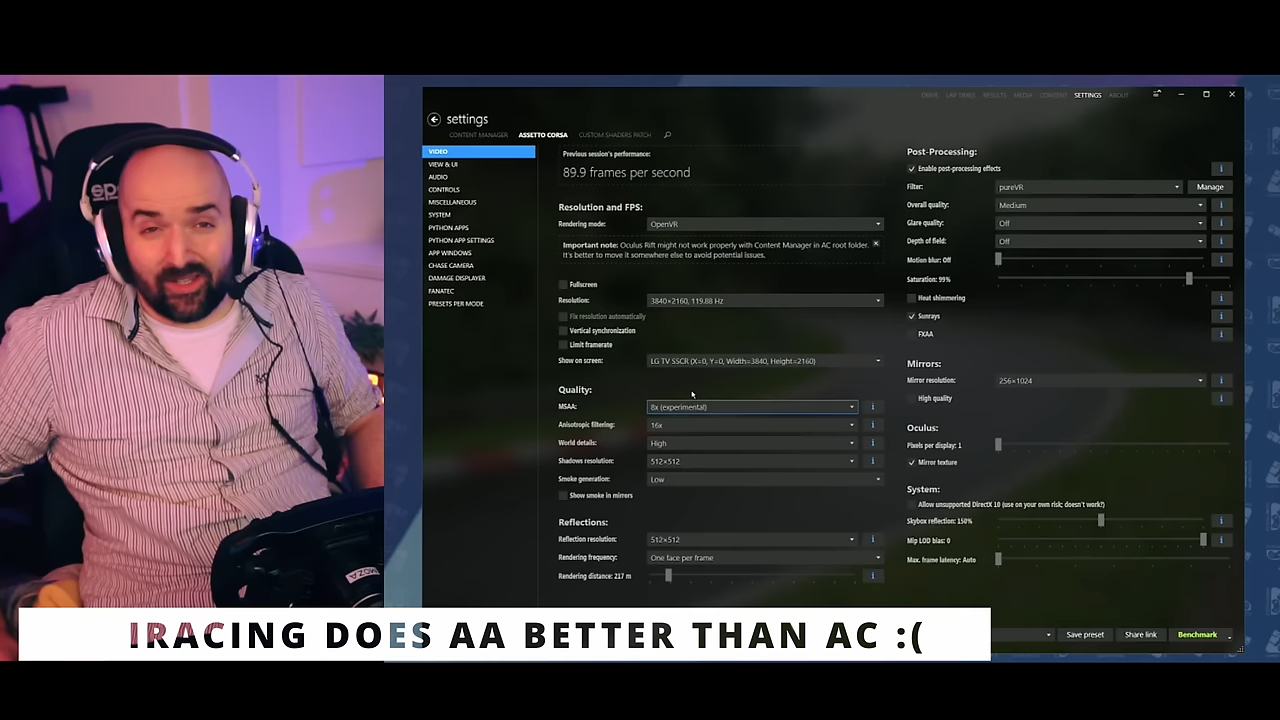 DRIVE LAP TIMES RESULTS MEDIA CONTENT SETTINGS ABOUT
settings
CONTENT MANAGER ASSETTO CORSA CUSTOM SHADERS PATCH
VIDEO
VIEW & UI
AUDIO
CONTROLS
MISCELLANEOUS
SYSTEM
PYTHON APPS
PYTHON APP SETTINGS
APP WINDOWS
CHASE CAMERA
DAMAGE DISPLAYER
FANATEC
PRESETS PER MODE
Previous session's performance:
89.9 frames per second
Resolution and FPS:
Rendering mode: OpenVR
Important note: Oculus Rift might not work properly with Content Manager in AC root folder.
It's better to move it somewhere else to avoid potential issues.
Fullscreen
Resolution: 3840×2160, 119.88 Hz
Fix resolution automatically
Vertical synchronization
Limit framerate
Show on screen: LG TV SSCR (X=0, Y=0, Width=3840, Height=2160)
Quality:
MSAA: 8x (experimental)
Anisotropic filtering: 16x
World details: High
Shadows resolution: 512×512
Smoke generation: Low
Show smoke in mirrors
Reflections:
Reflection resolution: 512×512
Rendering frequency: One face per frame
Rendering distance: 217 m
Post-Processing:
Enable post-processing effects
Filter: pureVR Manage
Overall quality: Medium
Glare quality: Off
Depth of field: Off
Motion blur: Off
Saturation: 99%
Heat shimmering
Sunrays
FXAA
Mirrors:
Mirror resolution: 256×1024
High quality
Oculus:
Pixels per display: 1
Mirror texture
System:
Allow unsupported DirectX 10 (use on your own risk; doesn't work?)
Skybox reflection: 150%
Mip LOD bias: 0
Max. frame latency: Auto
Save preset Share link Benchmark
MOZA
IRACING DOES AA BETTER THAN AC :(